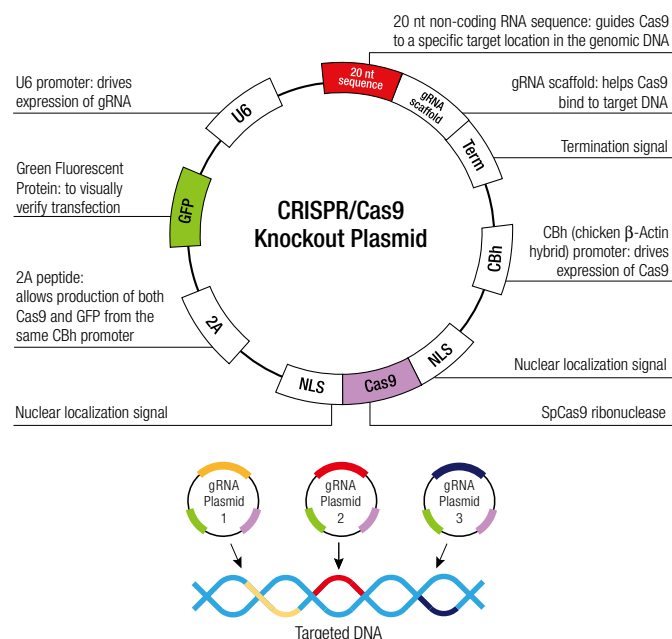 20 nt non-coding RNA sequence: guides Cas9
to a specific target location in the genomic DNA
U6 promoter: drives
expression of gRNA
20 nt
sequence
gRNA
scaffold
gRNA scaffold: helps Cas9
bind to target DNA
U6
Term
Termination signal
Green Fluorescent
Protein: to visually
verify transfection
GFP
CRISPR/Cas9
Knockout Plasmid
CBh
CBh (chicken β-Actin
hybrid) promoter: drives
expression of Cas9
2A peptide:
allows production of both
Cas9 and GFP from the
same CBh promoter
2A
NLS
Cas9
NLS
Nuclear localization signal
Nuclear localization signal
SpCas9 ribonuclease
gRNA
Plasmid
1
gRNA
Plasmid
2
gRNA
Plasmid
3
Targeted DNA